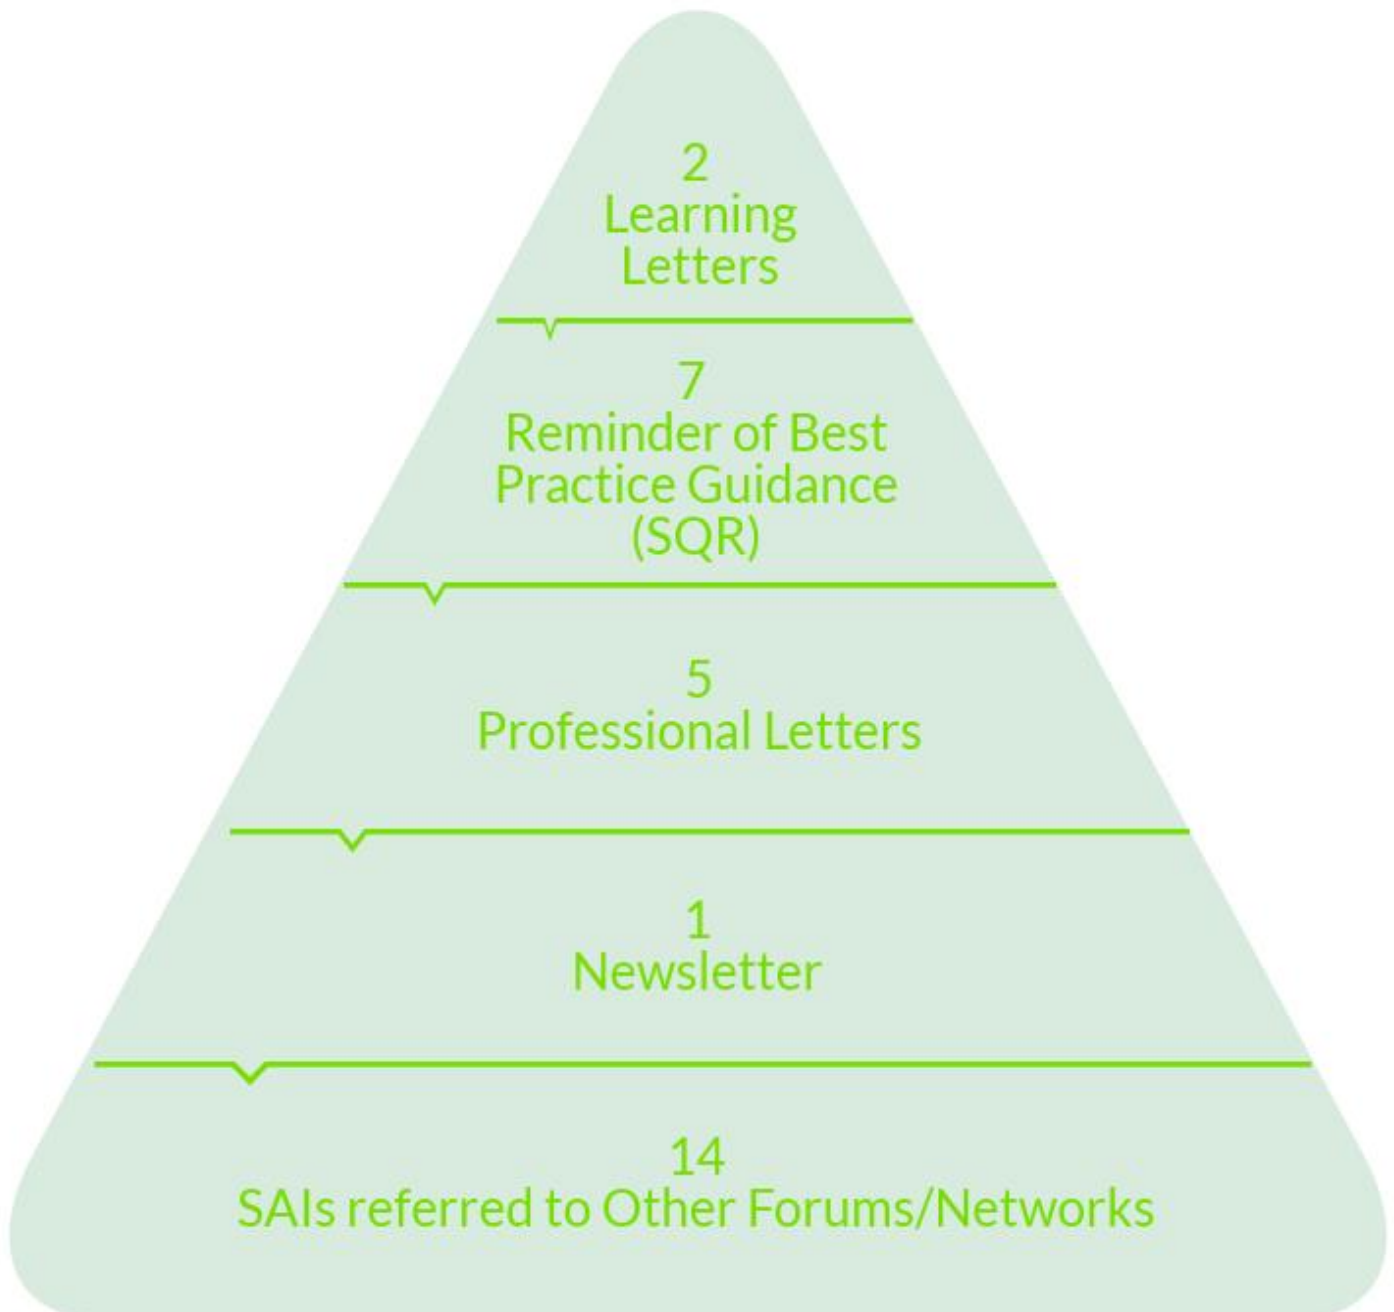 2
Learning
Letters
7
Reminder of Best
Practice Guidance
(SQR)
5
Professional Letters
1
Newsletter
14
SAIs referred to Other Forums/Networks